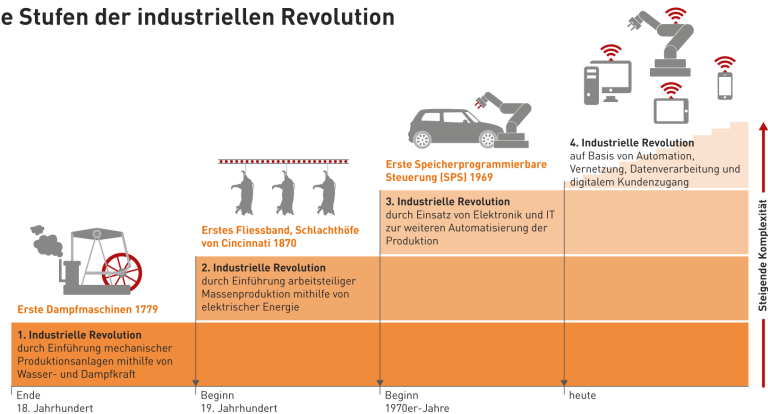 e Stufen der industriellen Revolution
4. Industrielle Revolution
auf Basis von Automation,
Vernetzung, Datenverarbeitung und
digitalem Kundenzugang
Erste Speicherprogrammierbare
Steuerung (SPS) 1969
3. Industrielle Revolution
durch Einsatz von Elektronik und IT
zur weiteren Automatisierung der
Produktion
Erstes Fliessband, Schlachthöfe
von Cincinnati 1870
2. Industrielle Revolution
durch Einführung arbeitsteiliger
Massenproduktion mithilfe von
elektrischer Energie
Erste Dampfmaschinen 1779
1. Industrielle Revolution
durch Einführung mechanischer
Produktionsanlagen mithilfe von
Wasser- und Dampfkraft
Steigende Komplexität
Ende
18. Jahrhundert
Beginn
19. Jahrhundert
Beginn
1970er-Jahre
heute